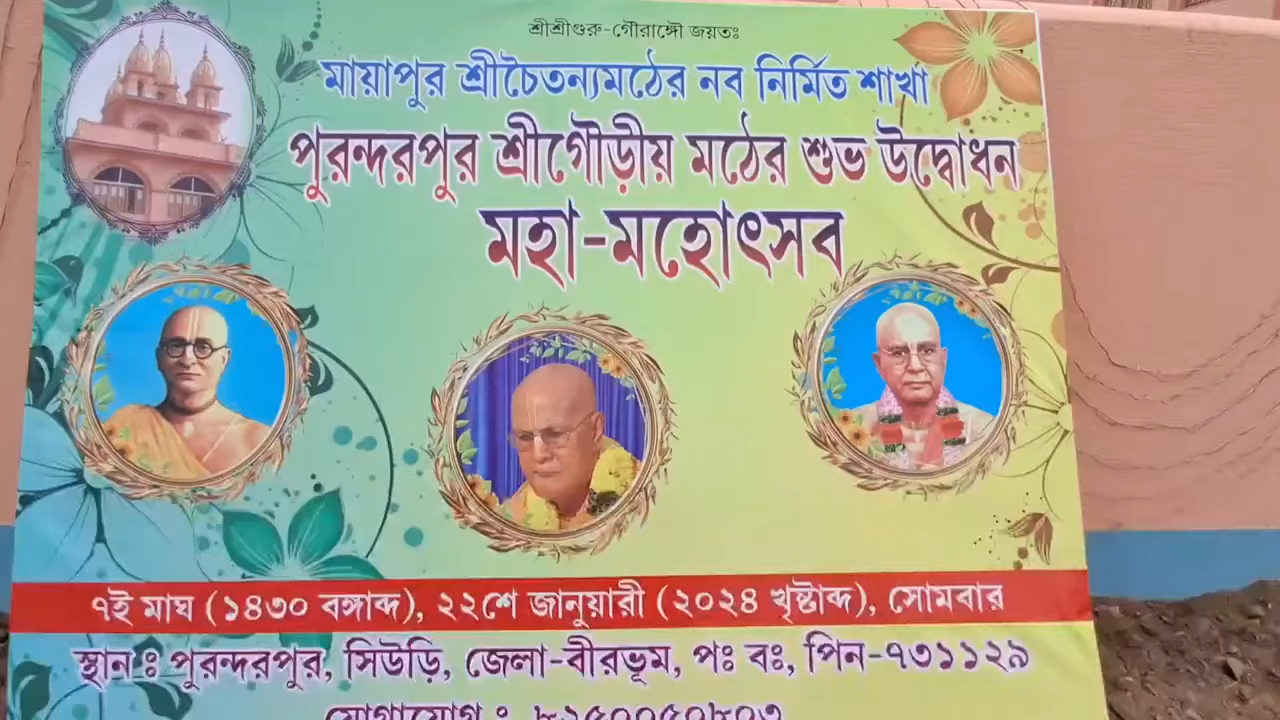 শ্রীশ্রীগুরু-গৌরাঙ্গৌ জয়তঃ
মায়াপুর শ্রীচৈতন্যমঠের নব নির্মিত শাখা
পুরন্দরপুর শ্রীগৌড়ীয় মঠের শুভ উদ্বোধন
মহা-মহোৎসব
৭ই মাঘ (১৪৩০ বঙ্গাব্দ), ২২শে জানুয়ারী (২০২৪ খৃষ্টাব্দ), সোমবার
স্থান ঃ পুরন্দরপুর, সিউড়ি, জেলা-বীরভূম, পঃ বঃ, পিন-৭৩১১২৯
যোগাযোগ ঃ